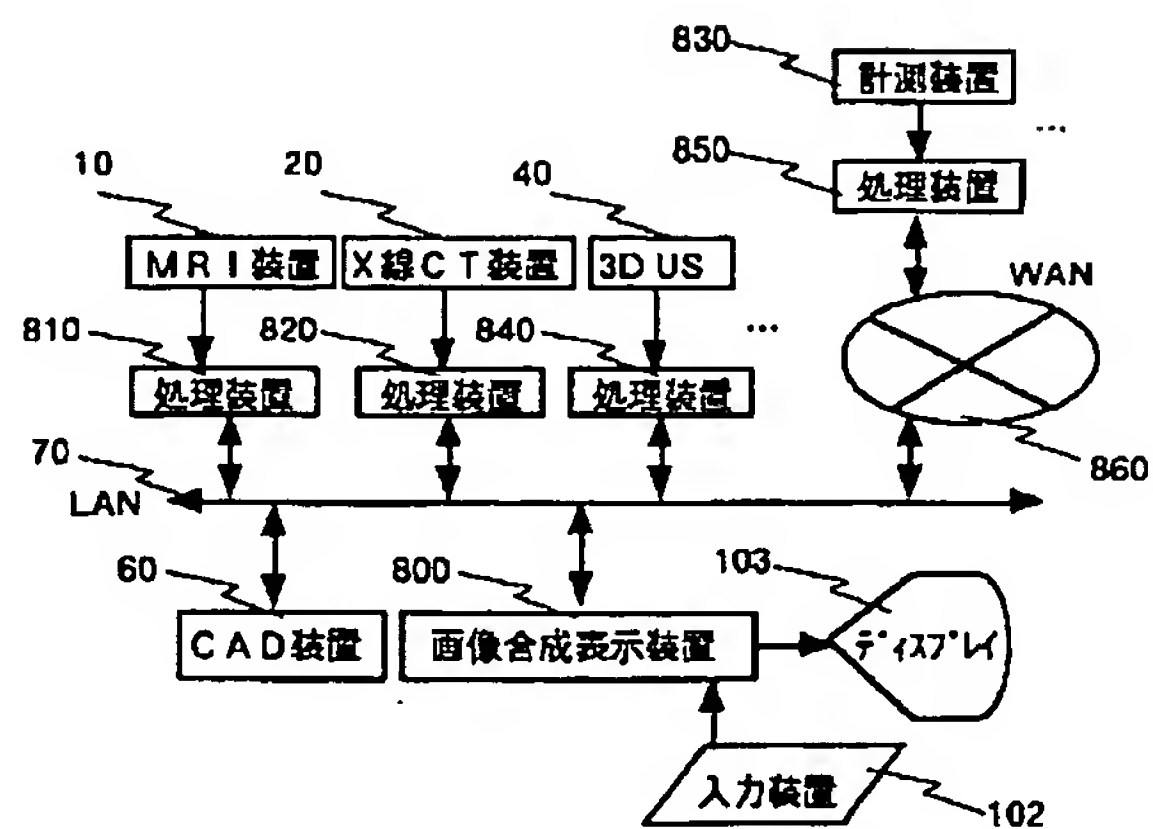 830
計測装置
…
850
処理装置
10
20
40
MRI装置
X線CT装置
3D US
WAN
810
820
840
…
処理装置
処理装置
処理装置
860
70
LAN
60
800
103
CAD装置
画像合成表示装置
ディスプレイ
入力装置
102